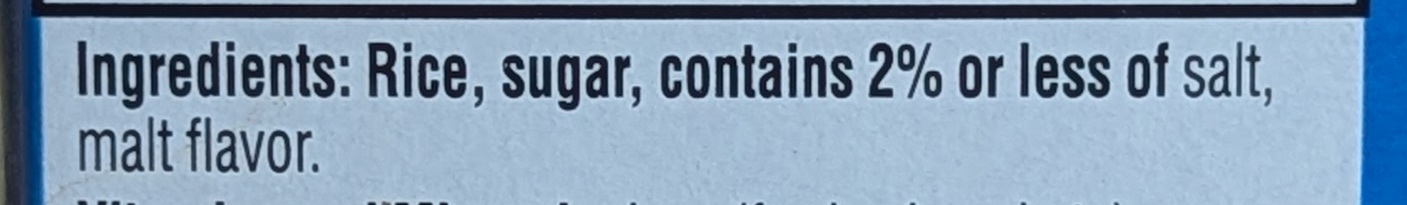 Ingredients: Rice, sugar, contains 2% or less of salt,
malt flavor.